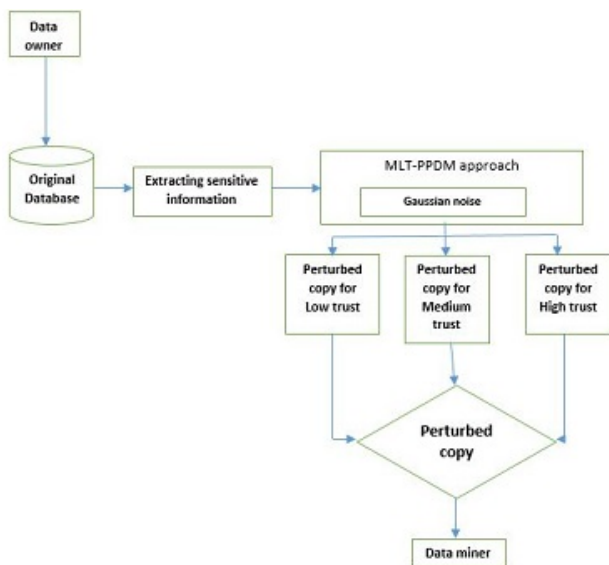 Data
owner
Original
Database
Extracting sensitive
information
MLT-PPDM approach
Gaussian noise
Perturbed
copy for
Low trust
Perturbed
copy for
Medium
trust
Perturbed
copy for
High trust
Perturbed
copy
Data miner